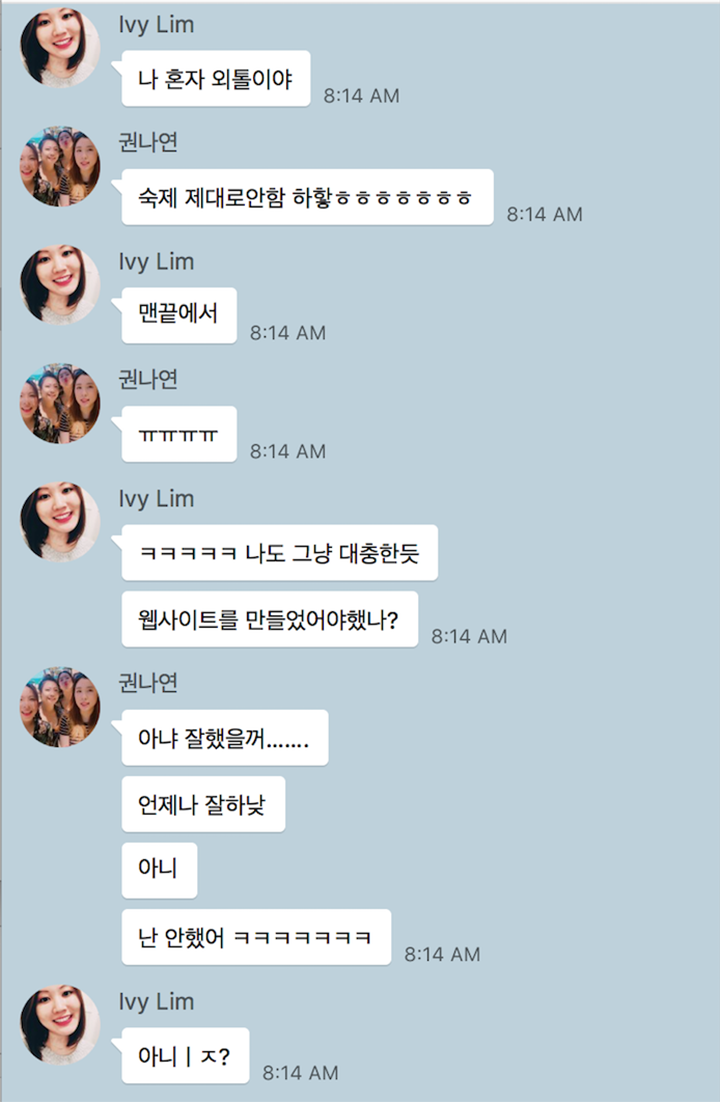 Ivy Lim
나 혼자 외톨이야
8:14 AM
권나연
숙제 제대로안함 하핳ㅎㅎㅎㅎㅎㅎㅎ
8:14 AM
Ivy Lim
맨끝에서
8:14 AM
권나연
ㅠㅠㅠㅠ
8:14 AM
Ivy Lim
ㅋㅋㅋㅋㅋ 나도 그냥 대충한듯
웹사이트를 만들었어야했나?
8:14 AM
권나연
아냐 잘했을꺼.......
언제나 잘하낮
아니
난 안했어 ㅋㅋㅋㅋㅋㅋㅋ
8:14 AM
Ivy Lim
아니ㅣㅈ?
8:14 AM